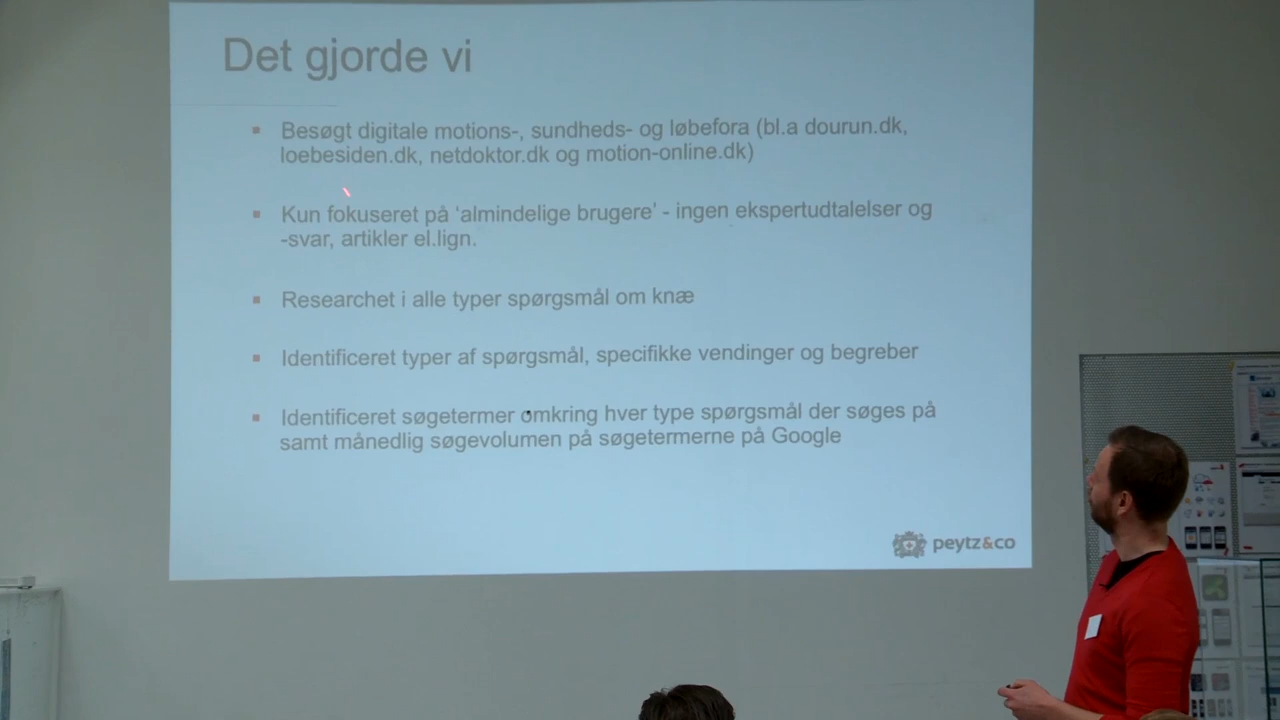 Det gjorde vi
Besøgt digitale motions-, sundheds- og løbefora (bl.a dourun.dk,
loebesiden.dk, netdoktor.dk og motion-online.dk)
Kun fokuseret på ‘almindelige brugere’ - ingen ekspertudtalelser og
-svar, artikler el.lign.
Researchet i alle typer spørgsmål om knæ
Identificeret typer af spørgsmål, specifikke vendinger og begreber
Identificeret søgetermer omkring hver type spørgsmål der søges på
samt månedlig søgevolumen på søgetermerne på Google
peytz&co